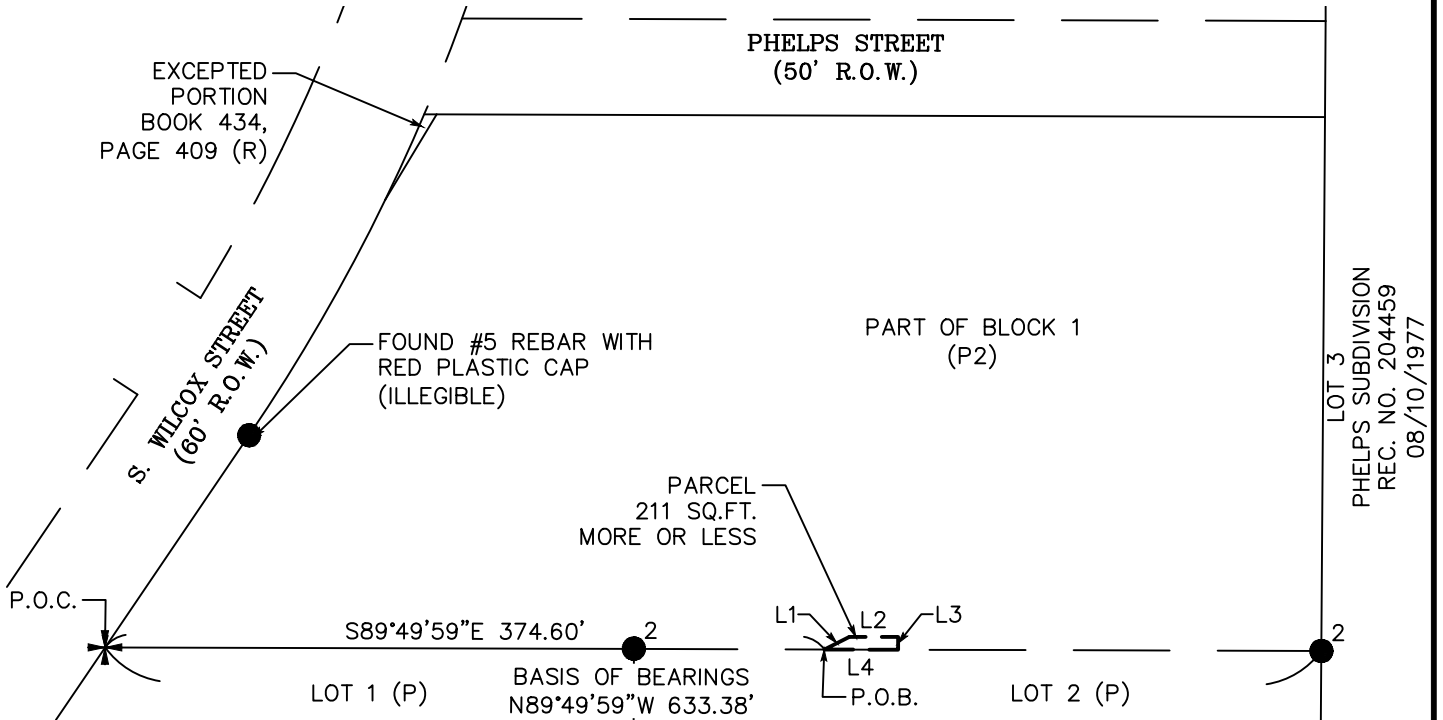 PHELPS STREET
(50' R.O.W.)
EXCEPTED
PORTION
BOOK 434,
PAGE 409 (R)
S. WILCOX STREET
(60' R.O.W.)
FOUND #5 REBAR WITH
RED PLASTIC CAP
(ILLEGIBLE)
PART OF BLOCK 1
(P2)
LOT 3
PHELPS SUBDIVISION
REC. NO. 204459
08/10/1977
PARCEL
211 SQ.FT.
MORE OR LESS
P.O.C.
S89°49'59"E 374.60'
2
L1
L2
L3
L4
2
BASIS OF BEARINGS
N89°49'59"W 633.38'
LOT 1 (P)
P.O.B.
LOT 2 (P)